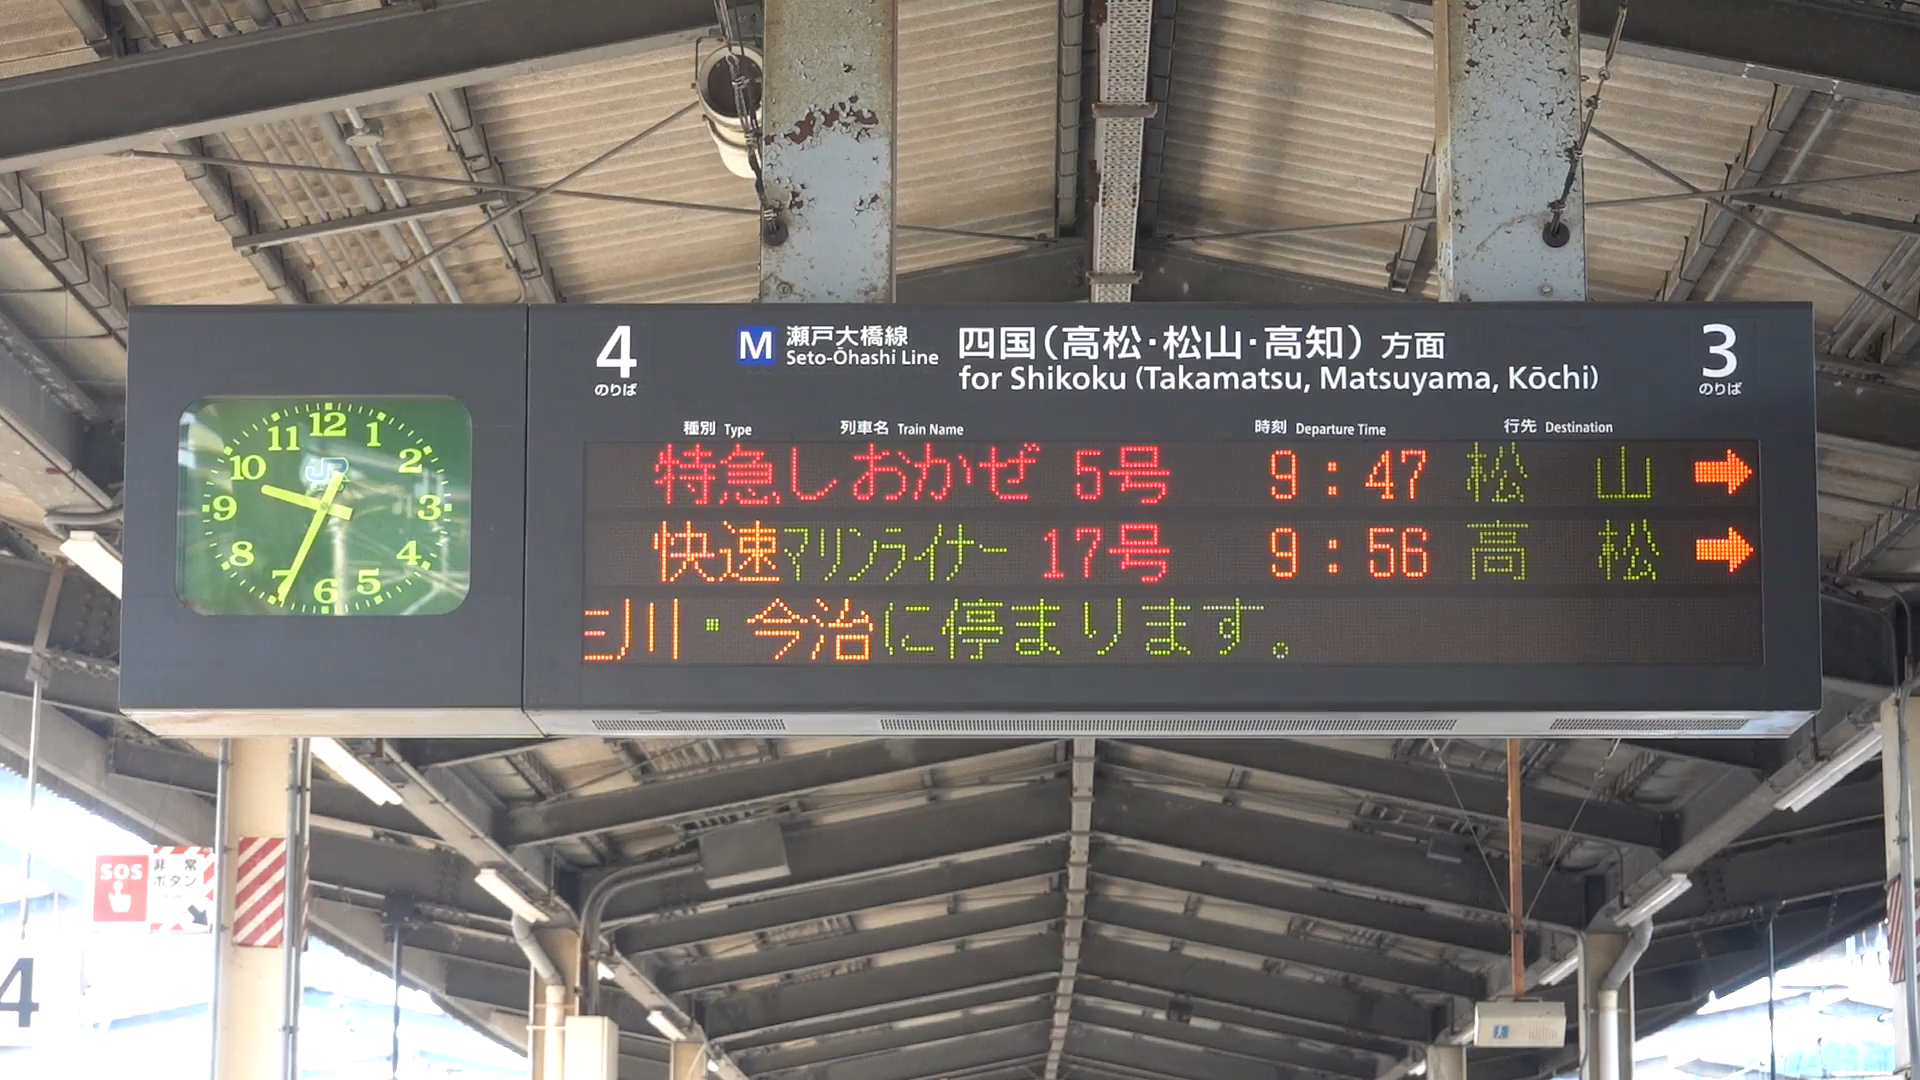 4 のりば
M 瀬戸大橋線 Seto-Ōhashi Line
四国(高松・松山・高知) 方面
for Shikoku (Takamatsu, Matsuyama, Kōchi)
3 のりば
種別 Type 列車名 Train Name 時刻 Departure Time 行先 Destination
特急しおかぜ 5号 9:47 松 山 →
快速マリンライナー 17号 9:56 高 松 →
川・今治に停まります。
12 1 2 3 4 5 6 7 8 9 10 11
JR
SOS 非常ボタン
4